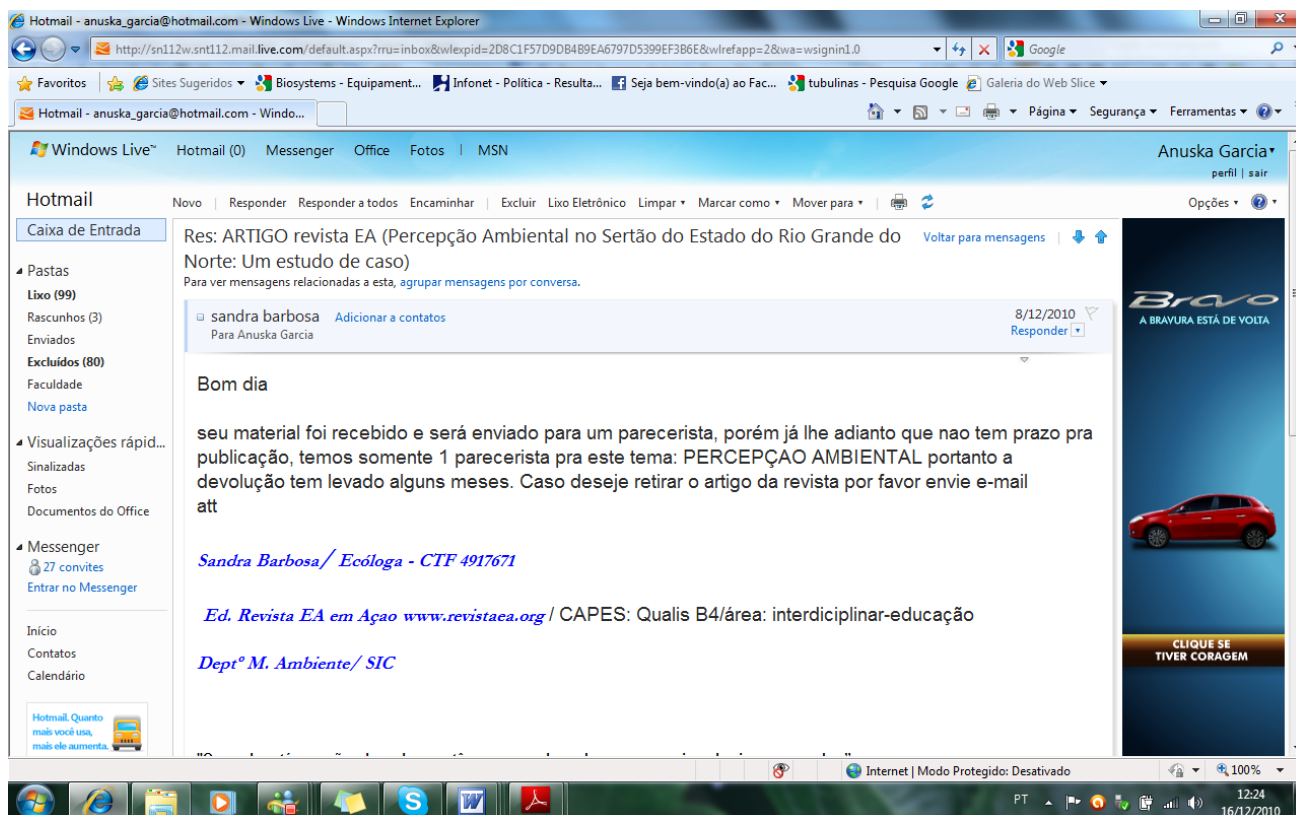 Hotmail - anuska_garcia@hotmail.com - Windows Live - Windows Internet Explorer
http://sn112w.snt112.mail.live.com/default.aspx?rru=inbox&wlexpid=2D8C1F57D9DB4B9EA6797D5399EF3B6E&wlrefapp=2&wa=wsignin1.0
Google
Favoritos
Sites Sugeridos
Biosystems - Equipament...
Infonet - Política - Resulta...
Seja bem-vindo(a) ao Fac...
tubulinas - Pesquisa Google
Galeria do Web Slice
Hotmail - anuska_garcia@hotmail.com - Windo...
Página
Segurança
Ferramentas
Windows Live™
Hotmail (0)
Messenger
Office
Fotos
MSN
Anuska Garcia
perfil | sair
Hotmail
Novo | Responder Responder a todos Encaminhar | Excluir Lixo Eletrônico Limpar Marcar como Mover para
Opções
Caixa de Entrada
Pastas
Lixo (99)
Rascunhos (3)
Enviados
Excluídos (80)
Faculdade
Nova pasta
Visualizações rápid...
Sinalizadas
Fotos
Documentos do Office
Messenger
27 convites
Entrar no Messenger
Início
Contatos
Calendário
Hotmail. Quanto
mais você usa,
mais ele aumenta.
Res: ARTIGO revista EA (Percepção Ambiental no Sertão do Estado do Rio Grande do
Norte: Um estudo de caso)
Voltar para mensagens
Para ver mensagens relacionadas a esta, agrupar mensagens por conversa.
sandra barbosa
Adicionar a contatos
8/12/2010
Para Anuska Garcia
Responder
Bom dia
seu material foi recebido e será enviado para um parecerista, porém já lhe adianto que nao tem prazo pra
publicação, temos somente 1 parecerista pra este tema: PERCEPÇAO AMBIENTAL portanto a
devolução tem levado alguns meses. Caso deseje retirar o artigo da revista por favor envie e-mail
att
Sandra Barbosa/ Ecóloga - CTF 4917671
Ed. Revista EA em Açao www.revistaea.org / CAPES: Qualis B4/área: interdiciplinar-educação
Deptº M. Ambiente/ SIC
Bravo
A BRAVURA ESTÁ DE VOLTA
CLIQUE SE
TIVER CORAGEM
Internet | Modo Protegido: Desativado
100%
PT
12:24
16/12/2010